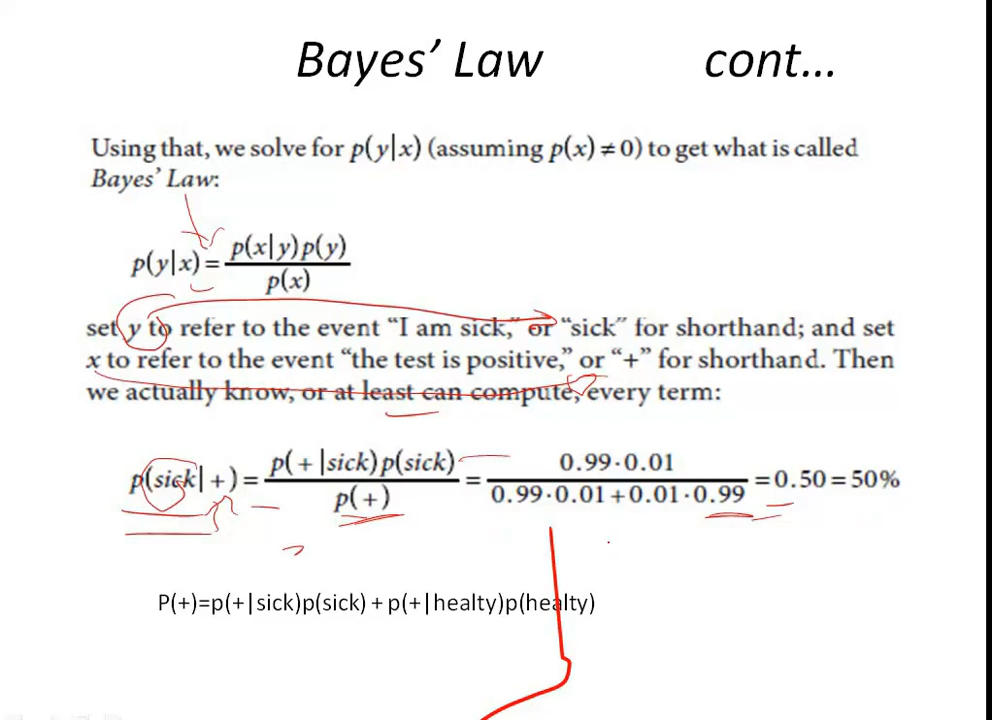 Bayes' Law cont...
Using that, we solve for p(y|x) (assuming p(x) ≠ 0) to get what is called
Bayes' Law:
p(y|x) = p(x|y)p(y) / p(x)
set y to refer to the event “I am sick,” or “sick” for shorthand; and set
x to refer to the event “the test is positive,” or “+” for shorthand. Then
we actually know, or at least can compute, every term:
p(sick|+) = p(+|sick)p(sick) / p(+) = 0.99·0.01 / 0.99·0.01+0.01·0.99 = 0.50 = 50%
P(+)=p(+|sick)p(sick) + p(+|healty)p(healty)